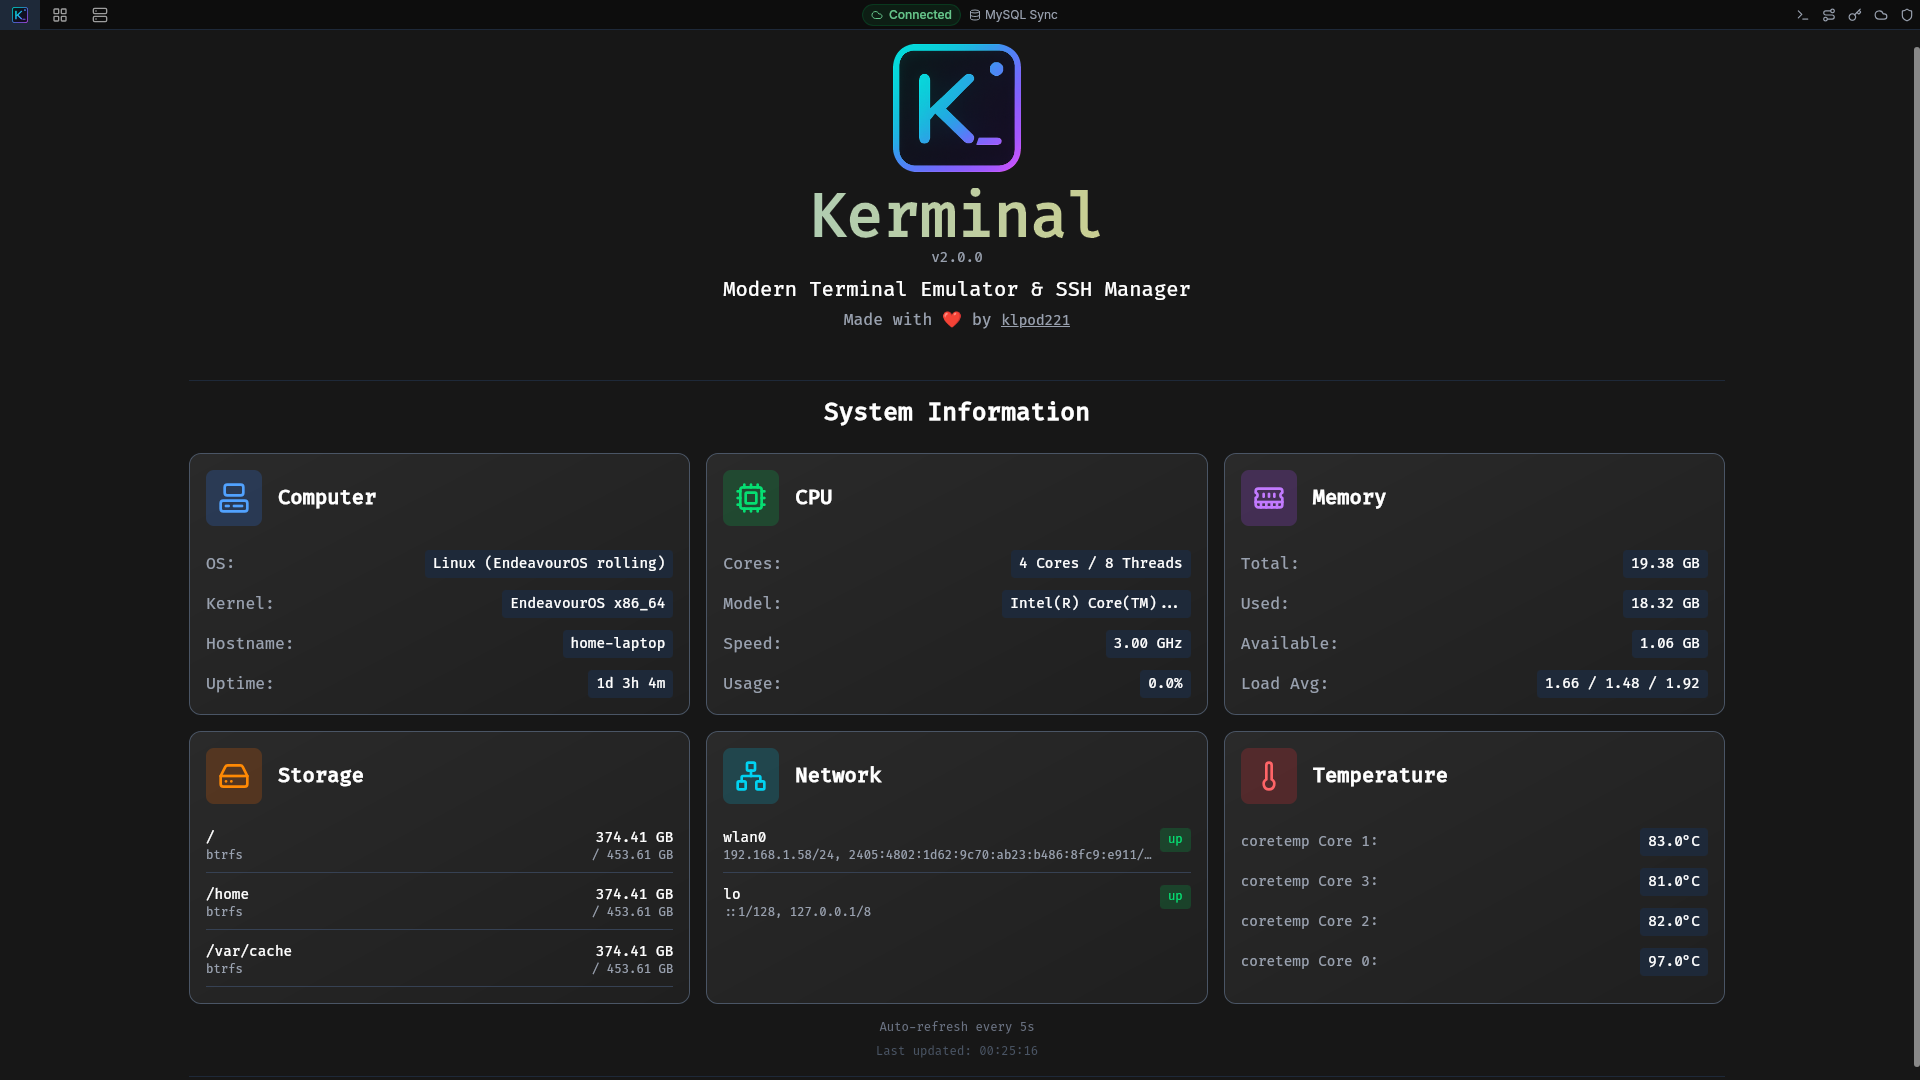 Connected MySQL Sync
K_
Kerminal
v2.0.0
Modern Terminal Emulator & SSH Manager
Made with ❤️ by klpod221
System Information
Computer
OS: Linux (EndeavourOS rolling)
Kernel: EndeavourOS x86_64
Hostname: home-laptop
Uptime: 1d 3h 4m
CPU
Cores: 4 Cores / 8 Threads
Model: Intel(R) Core(TM)...
Speed: 3.00 GHz
Usage: 0.0%
Memory
Total: 19.38 GB
Used: 18.32 GB
Available: 1.06 GB
Load Avg: 1.66 / 1.48 / 1.92
Storage
/ 374.41 GB
btrfs / 453.61 GB
/home 374.41 GB
btrfs / 453.61 GB
/var/cache 374.41 GB
btrfs / 453.61 GB
Network
wlan0 up
192.168.1.58/24, 2405:4802:1d62:9c70:ab23:b486:8fc9:e911/…
lo up
::1/128, 127.0.0.1/8
Temperature
coretemp Core 1: 83.0°C
coretemp Core 3: 81.0°C
coretemp Core 2: 82.0°C
coretemp Core 0: 97.0°C
Auto-refresh every 5s
Last updated: 00:25:16